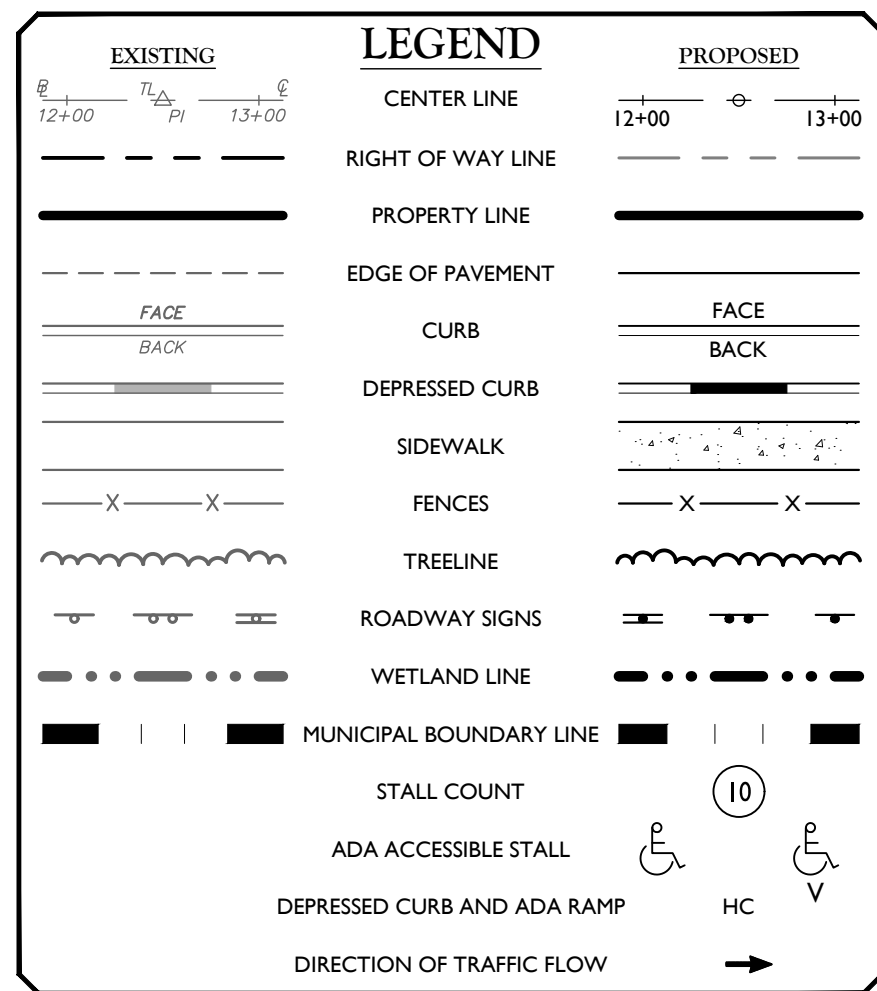 LEGEND
EXISTING PROPOSED
B TL C
CENTER LINE
12+00 PI 13+00 12+00 13+00
RIGHT OF WAY LINE
PROPERTY LINE
EDGE OF PAVEMENT
FACE FACE
CURB
BACK BACK
DEPRESSED CURB
SIDEWALK
X X FENCES X X
TREELINE
ROADWAY SIGNS
WETLAND LINE
MUNICIPAL BOUNDARY LINE
STALL COUNT 10
ADA ACCESSIBLE STALL
V
DEPRESSED CURB AND ADA RAMP HC
DIRECTION OF TRAFFIC FLOW